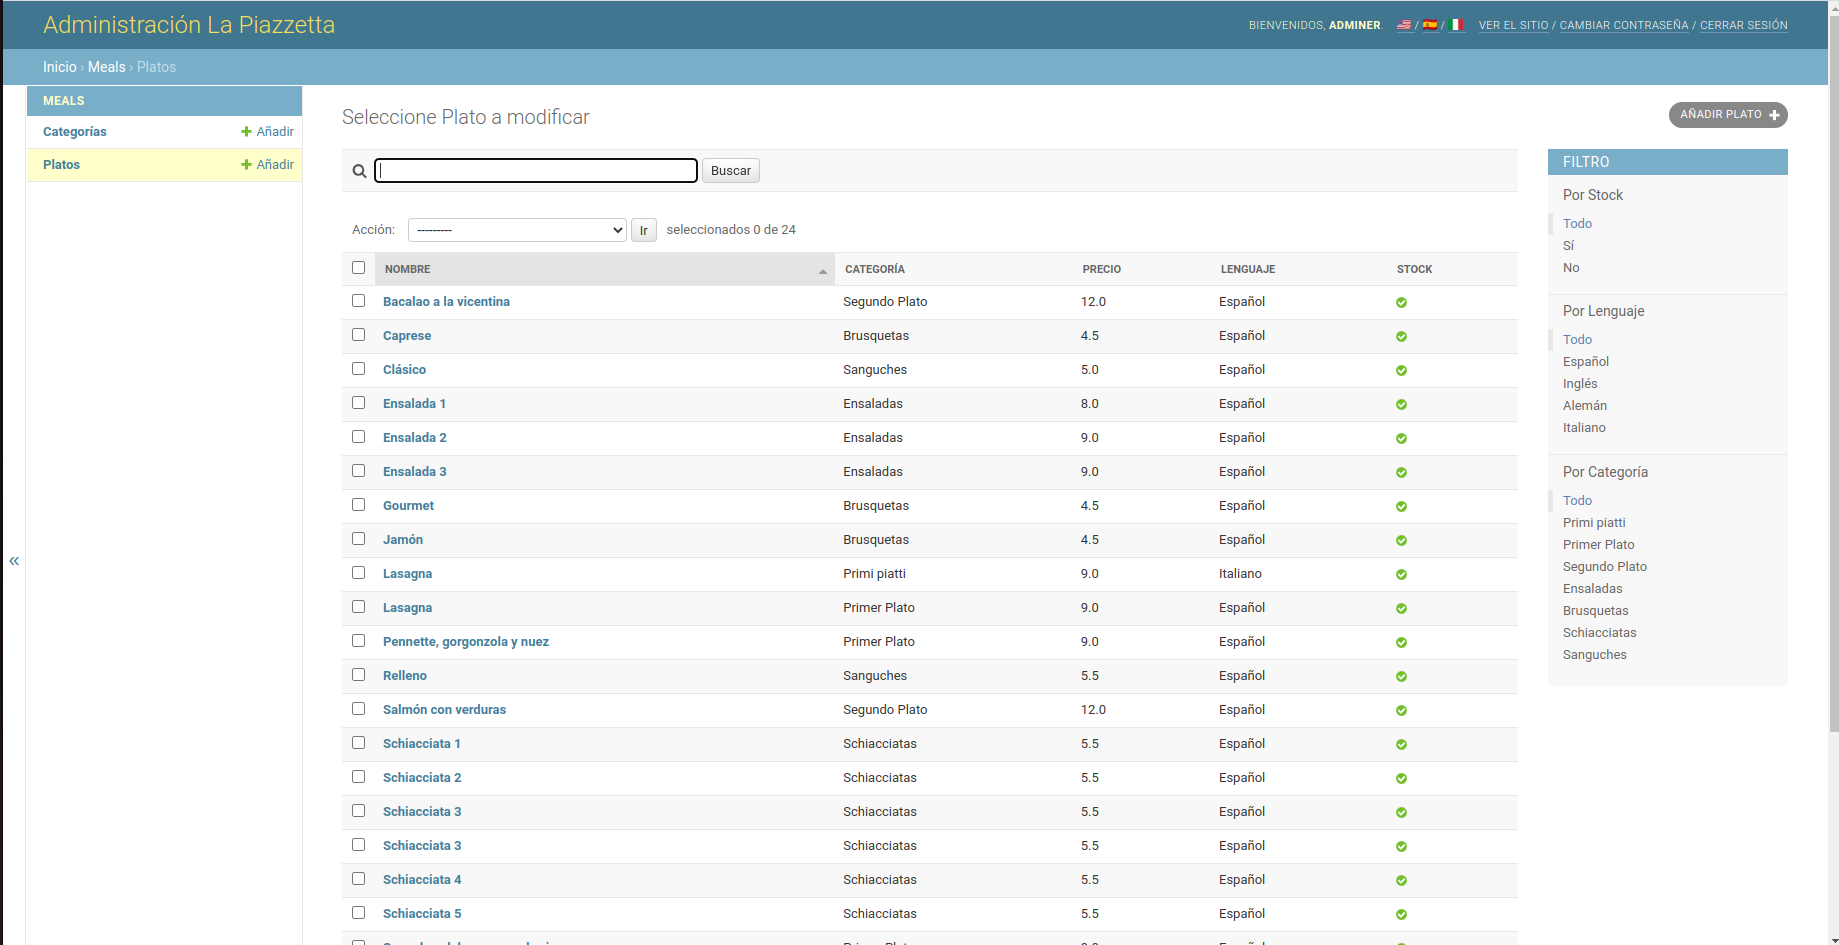 Administración La Piazzetta
BIENVENIDOS, ADMINER. / / VER EL SITIO / CAMBIAR CONTRASEÑA / CERRAR SESIÓN
Inicio › Meals › Platos
MEALS
Categorías Añadir
Platos Añadir
«
Seleccione Plato a modificar
AÑADIR PLATO
Buscar
Acción: --------- Ir seleccionados 0 de 24
NOMBRE CATEGORÍA PRECIO LENGUAJE STOCK
Bacalao a la vicentina Segundo Plato 12.0 Español
Caprese Brusquetas 4.5 Español
Clásico Sanguches 5.0 Español
Ensalada 1 Ensaladas 8.0 Español
Ensalada 2 Ensaladas 9.0 Español
Ensalada 3 Ensaladas 9.0 Español
Gourmet Brusquetas 4.5 Español
Jamón Brusquetas 4.5 Español
Lasagna Primi piatti 9.0 Italiano
Lasagna Primer Plato 9.0 Español
Pennette, gorgonzola y nuez Primer Plato 9.0 Español
Relleno Sanguches 5.5 Español
Salmón con verduras Segundo Plato 12.0 Español
Schiacciata 1 Schiacciatas 5.5 Español
Schiacciata 2 Schiacciatas 5.5 Español
Schiacciata 3 Schiacciatas 5.5 Español
Schiacciata 3 Schiacciatas 5.5 Español
Schiacciata 4 Schiacciatas 5.5 Español
Schiacciata 5 Schiacciatas 5.5 Español
FILTRO
Por Stock
Todo
Sí
No
Por Lenguaje
Todo
Español
Inglés
Alemán
Italiano
Por Categoría
Todo
Primi piatti
Primer Plato
Segundo Plato
Ensaladas
Brusquetas
Schiacciatas
Sanguches